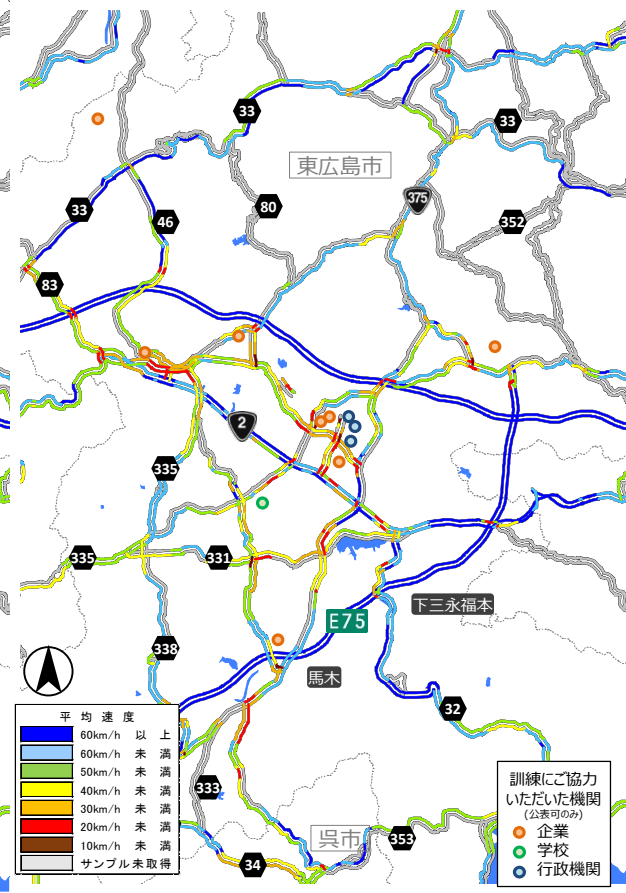 33
33
東広島市
375
33
46
80
352
83
2
335
335
331
下三永福本
E75
338
馬木
32
333
呉市
353
34
平均速度
60km/h 以上
60km/h 未満
50km/h 未満
40km/h 未満
30km/h 未満
20km/h 未満
10km/h 未満
サンプル未取得
訓練にご協力
いただいた機関
(公表可のみ)
企業
学校
行政機関